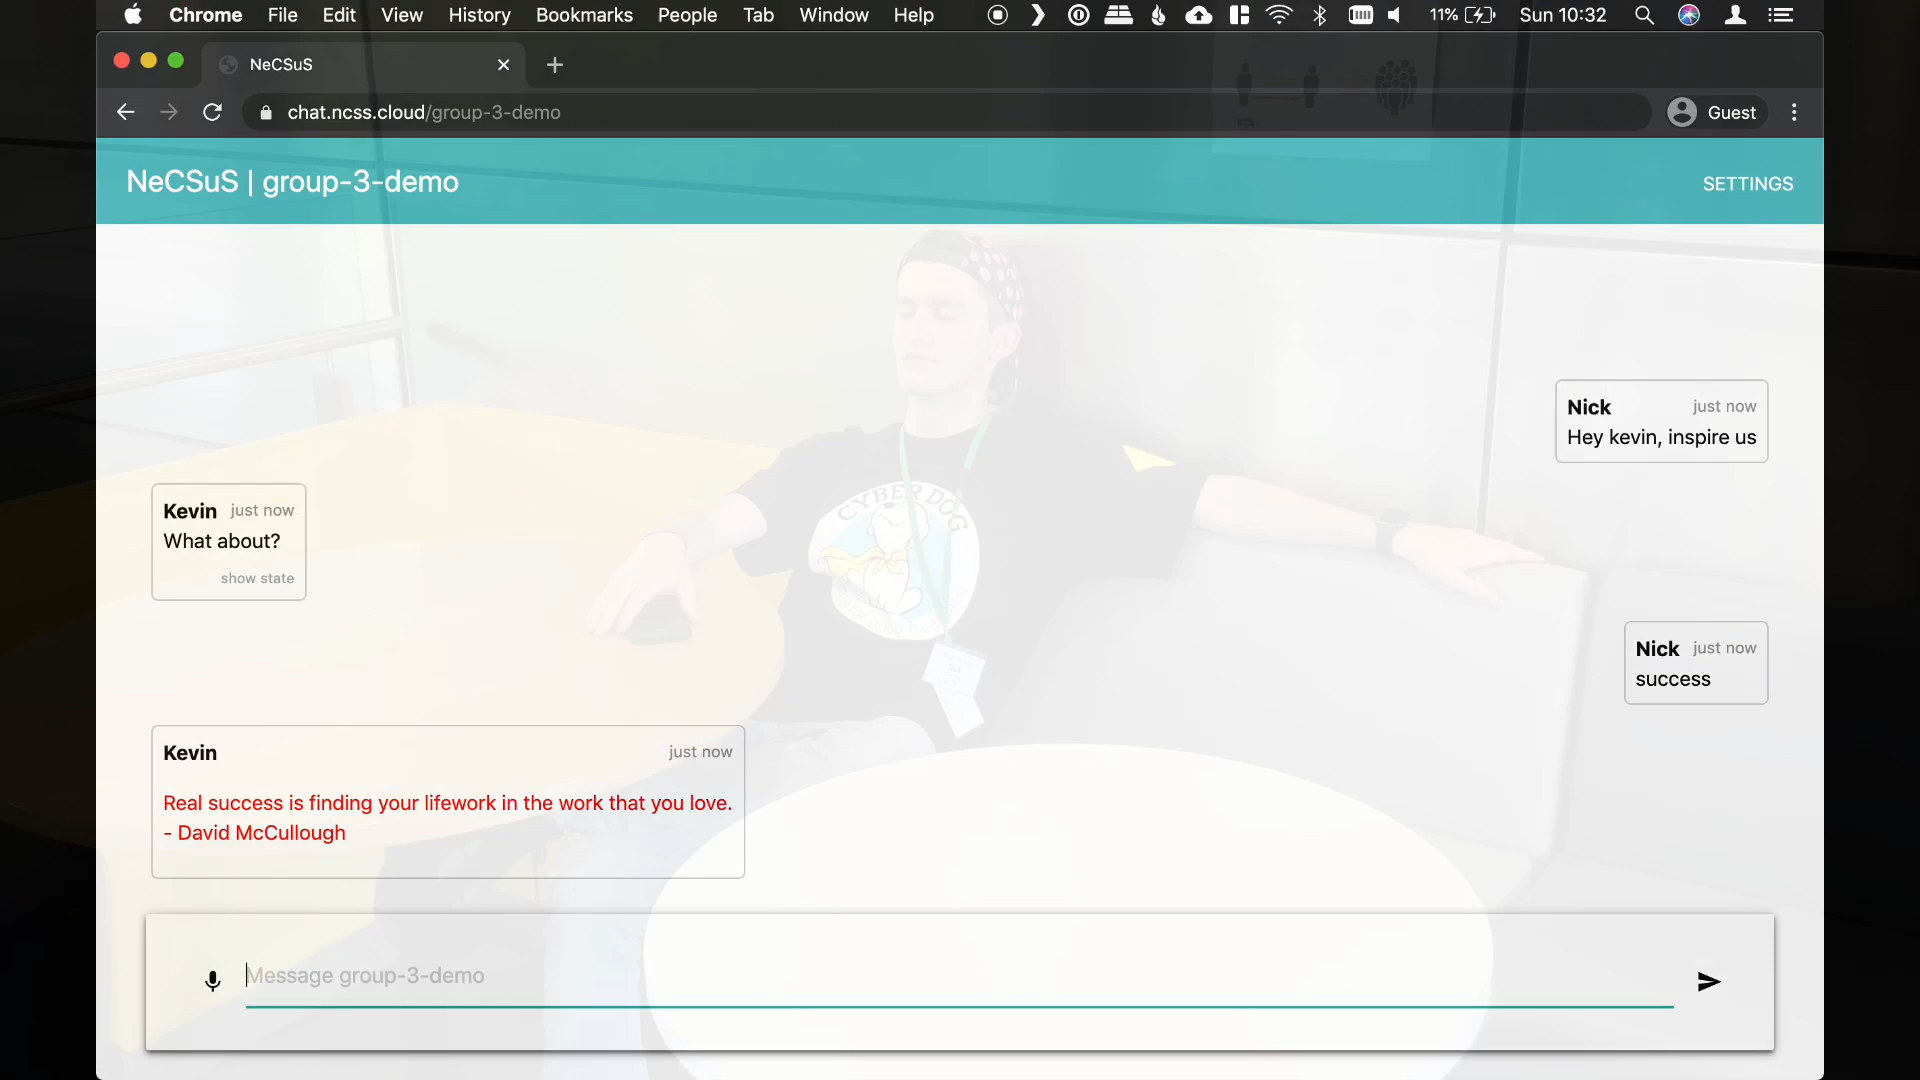 Chrome File Edit View History Bookmarks People Tab Window Help 11% Sun 10:32
NeCSuS
chat.ncss.cloud/group-3-demo Guest
NeCSuS | group-3-demo SETTINGS
Nick just now
Hey kevin, inspire us
Kevin just now
What about?
show state
CYBER DOG
Nick just now
success
Kevin just now
Real success is finding your lifework in the work that you love.
- David McCullough
Message group-3-demo